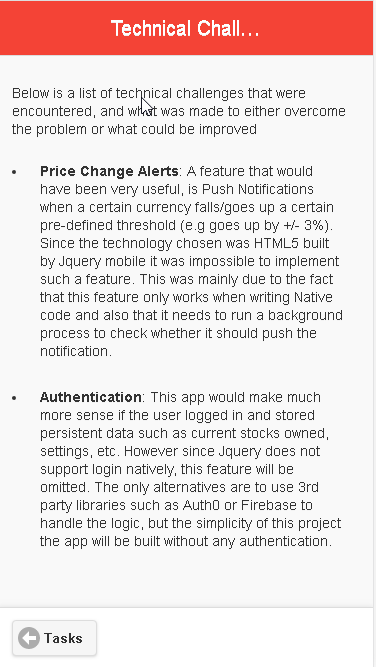 Technical Chall...
Below is a list of technical challenges that were
encountered, and what was made to either overcome
the problem or what could be improved
• Price Change Alerts: A feature that would
have been very useful, is Push Notifications
when a certain currency falls/goes up a certain
pre-defined threshold (e.g goes up by +/- 3%).
Since the technology chosen was HTML5 built
by Jquery mobile it was impossible to implement
such a feature. This was mainly due to the fact
that this feature only works when writing Native
code and also that it needs to run a background
process to check whether it should push the
notification.
• Authentication: This app would make much
more sense if the user logged in and stored
persistent data such as current stocks owned,
settings, etc. However since Jquery does not
support login natively, this feature will be
omitted. The only alternatives are to use 3rd
party libraries such as Auth0 or Firebase to
handle the logic, but the simplicity of this project
the app will be built without any authentication.
Tasks